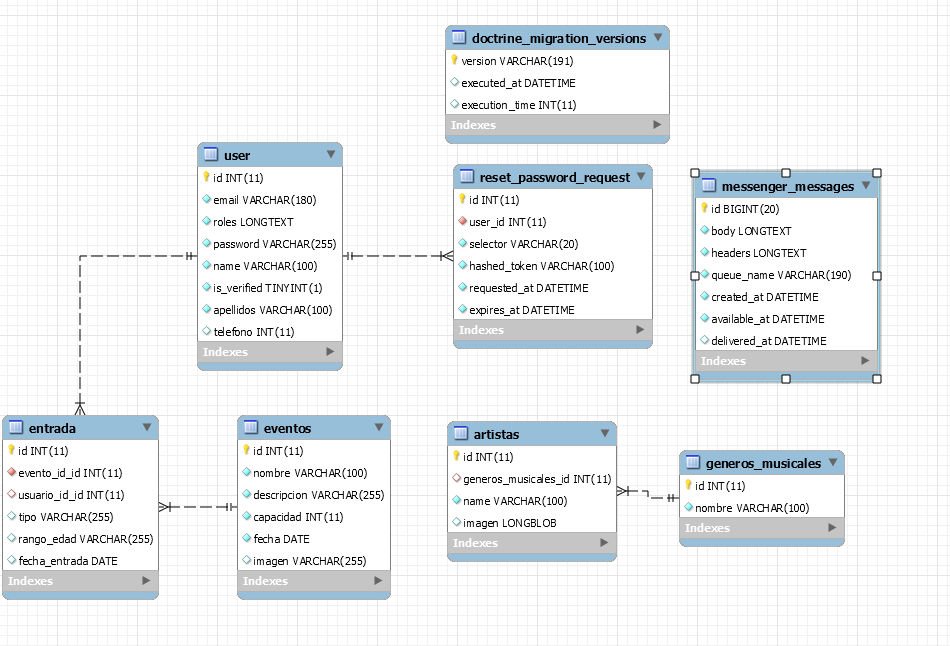 doctrine_migration_versions
version VARCHAR(191)
executed_at DATETIME
execution_time INT(11)
Indexes
user
id INT(11)
email VARCHAR(180)
roles LONGTEXT
password VARCHAR(255)
name VARCHAR(100)
is_verified TINYINT(1)
apellidos VARCHAR(100)
telefono INT(11)
Indexes
reset_password_request
id INT(11)
user_id INT(11)
selector VARCHAR(20)
hashed_token VARCHAR(100)
requested_at DATETIME
expires_at DATETIME
Indexes
messenger_messages
id BIGINT(20)
body LONGTEXT
headers LONGTEXT
queue_name VARCHAR(190)
created_at DATETIME
available_at DATETIME
delivered_at DATETIME
Indexes
entrada
id INT(11)
evento_id_id INT(11)
usuario_id_id INT(11)
tipo VARCHAR(255)
rango_edad VARCHAR(255)
fecha_entrada DATE
Indexes
eventos
id INT(11)
nombre VARCHAR(100)
descripcion VARCHAR(255)
capacidad INT(11)
fecha DATE
imagen VARCHAR(255)
Indexes
artistas
id INT(11)
generos_musicales_id INT(11)
name VARCHAR(100)
imagen LONGBLOB
Indexes
generos_musicales
id INT(11)
nombre VARCHAR(100)
Indexes